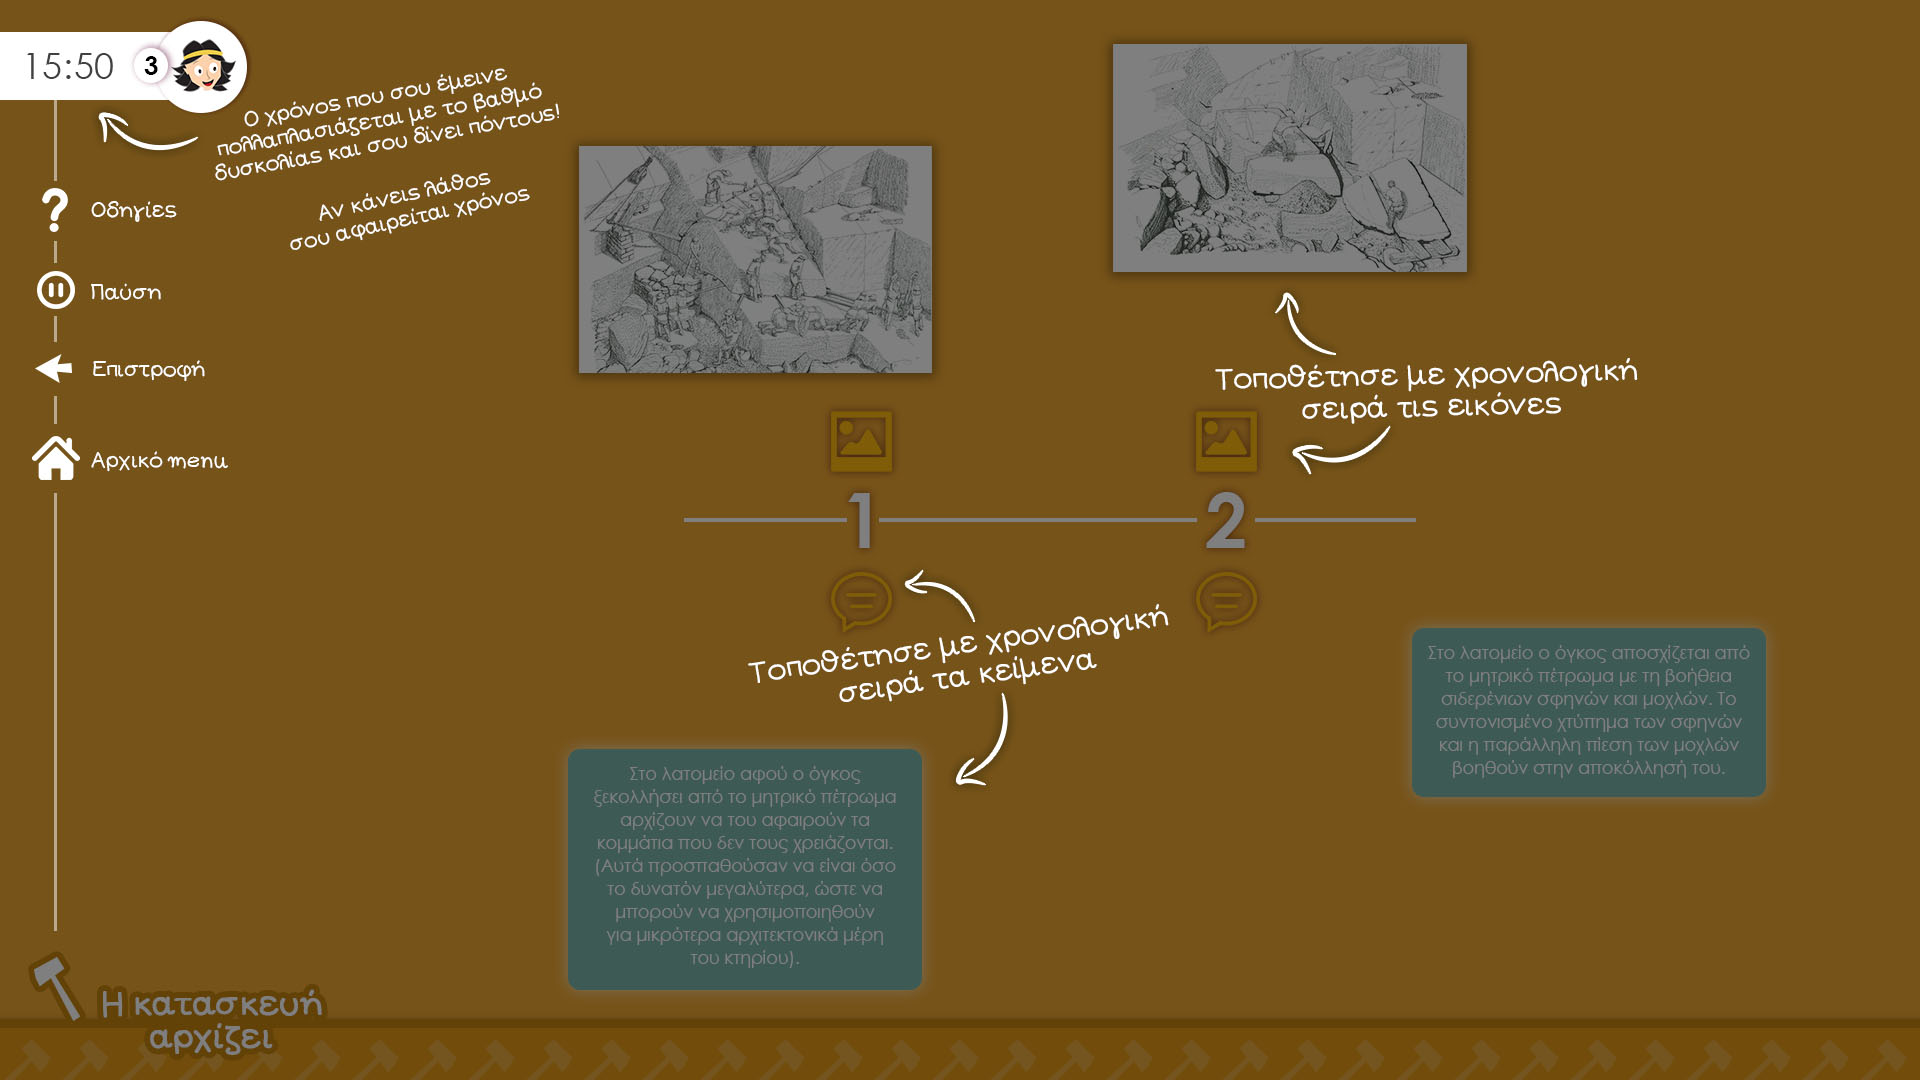 15:50
3
Ο χρόνος που σου έμεινε
πολλαπλασιάζεται με το βαθμό
δυσκολίας και σου δίνει πόντους!
Αν κάνεις λάθος
σου αφαιρείται χρόνος
Οδηγίες
Παύση
Επιστροφή
Αρχικό menu
Τοποθέτησε με χρονολογική
σειρά τις εικόνες
1
2
Τοποθέτησε με χρονολογική
σειρά τα κείμενα
Στο λατομείο ο όγκος αποσχίζεται από
το μητρικό πέτρωμα με τη βοήθεια
σιδερένιων σφηνών και μοχλών. Το
συντονισμένο χτύπημα των σφηνών
και η παράλληλη πίεση των μοχλών
βοηθούν στην αποκόλλησή του.
Στο λατομείο αφού ο όγκος
ξεκολλήσει από το μητρικό πέτρωμα
αρχίζουν να του αφαιρούν τα
κομμάτια που δεν τους χρειάζονται.
(Αυτά προσπαθούσαν να είναι όσο
το δυνατόν μεγαλύτερα, ώστε να
μπορούν να χρησιμοποιηθούν
για μικρότερα αρχιτεκτονικά μέρη
του κτηρίου).
Η κατασκευή
αρχίζει